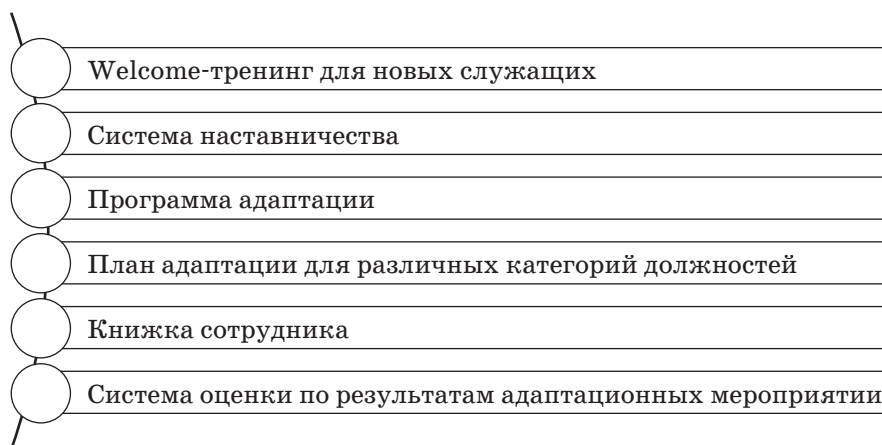 Welcome-тренинг для новых служащих
Система наставничества
Программа адаптации
План адаптации для различных категорий должностей
Книжка сотрудника
Система оценки по результатам адаптационных мероприятии